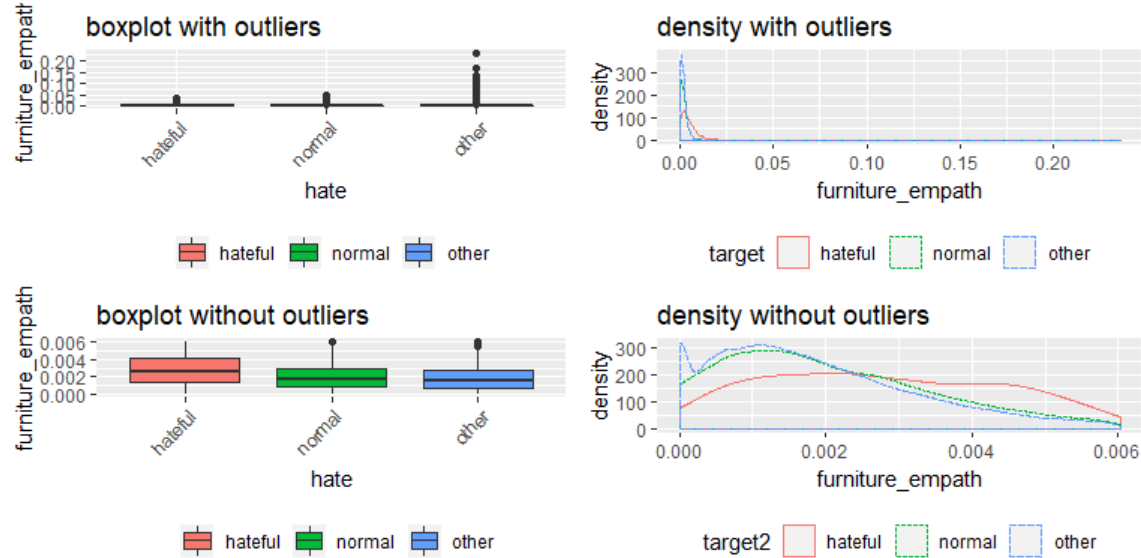 boxplot with outliers
furniture_empath
0.20
0.15
0.10
0.05
0.00
hateful
normal
other
hate
hateful normal other
density with outliers
density
300
200
100
0
0.00 0.05 0.10 0.15 0.20
furniture_empath
target hateful normal other
boxplot without outliers
furniture_empath
0.006
0.004
0.002
0.000
hateful
normal
other
hate
hateful normal other
density without outliers
density
300
200
100
0
0.000 0.002 0.004 0.006
furniture_empath
target2 hateful normal other